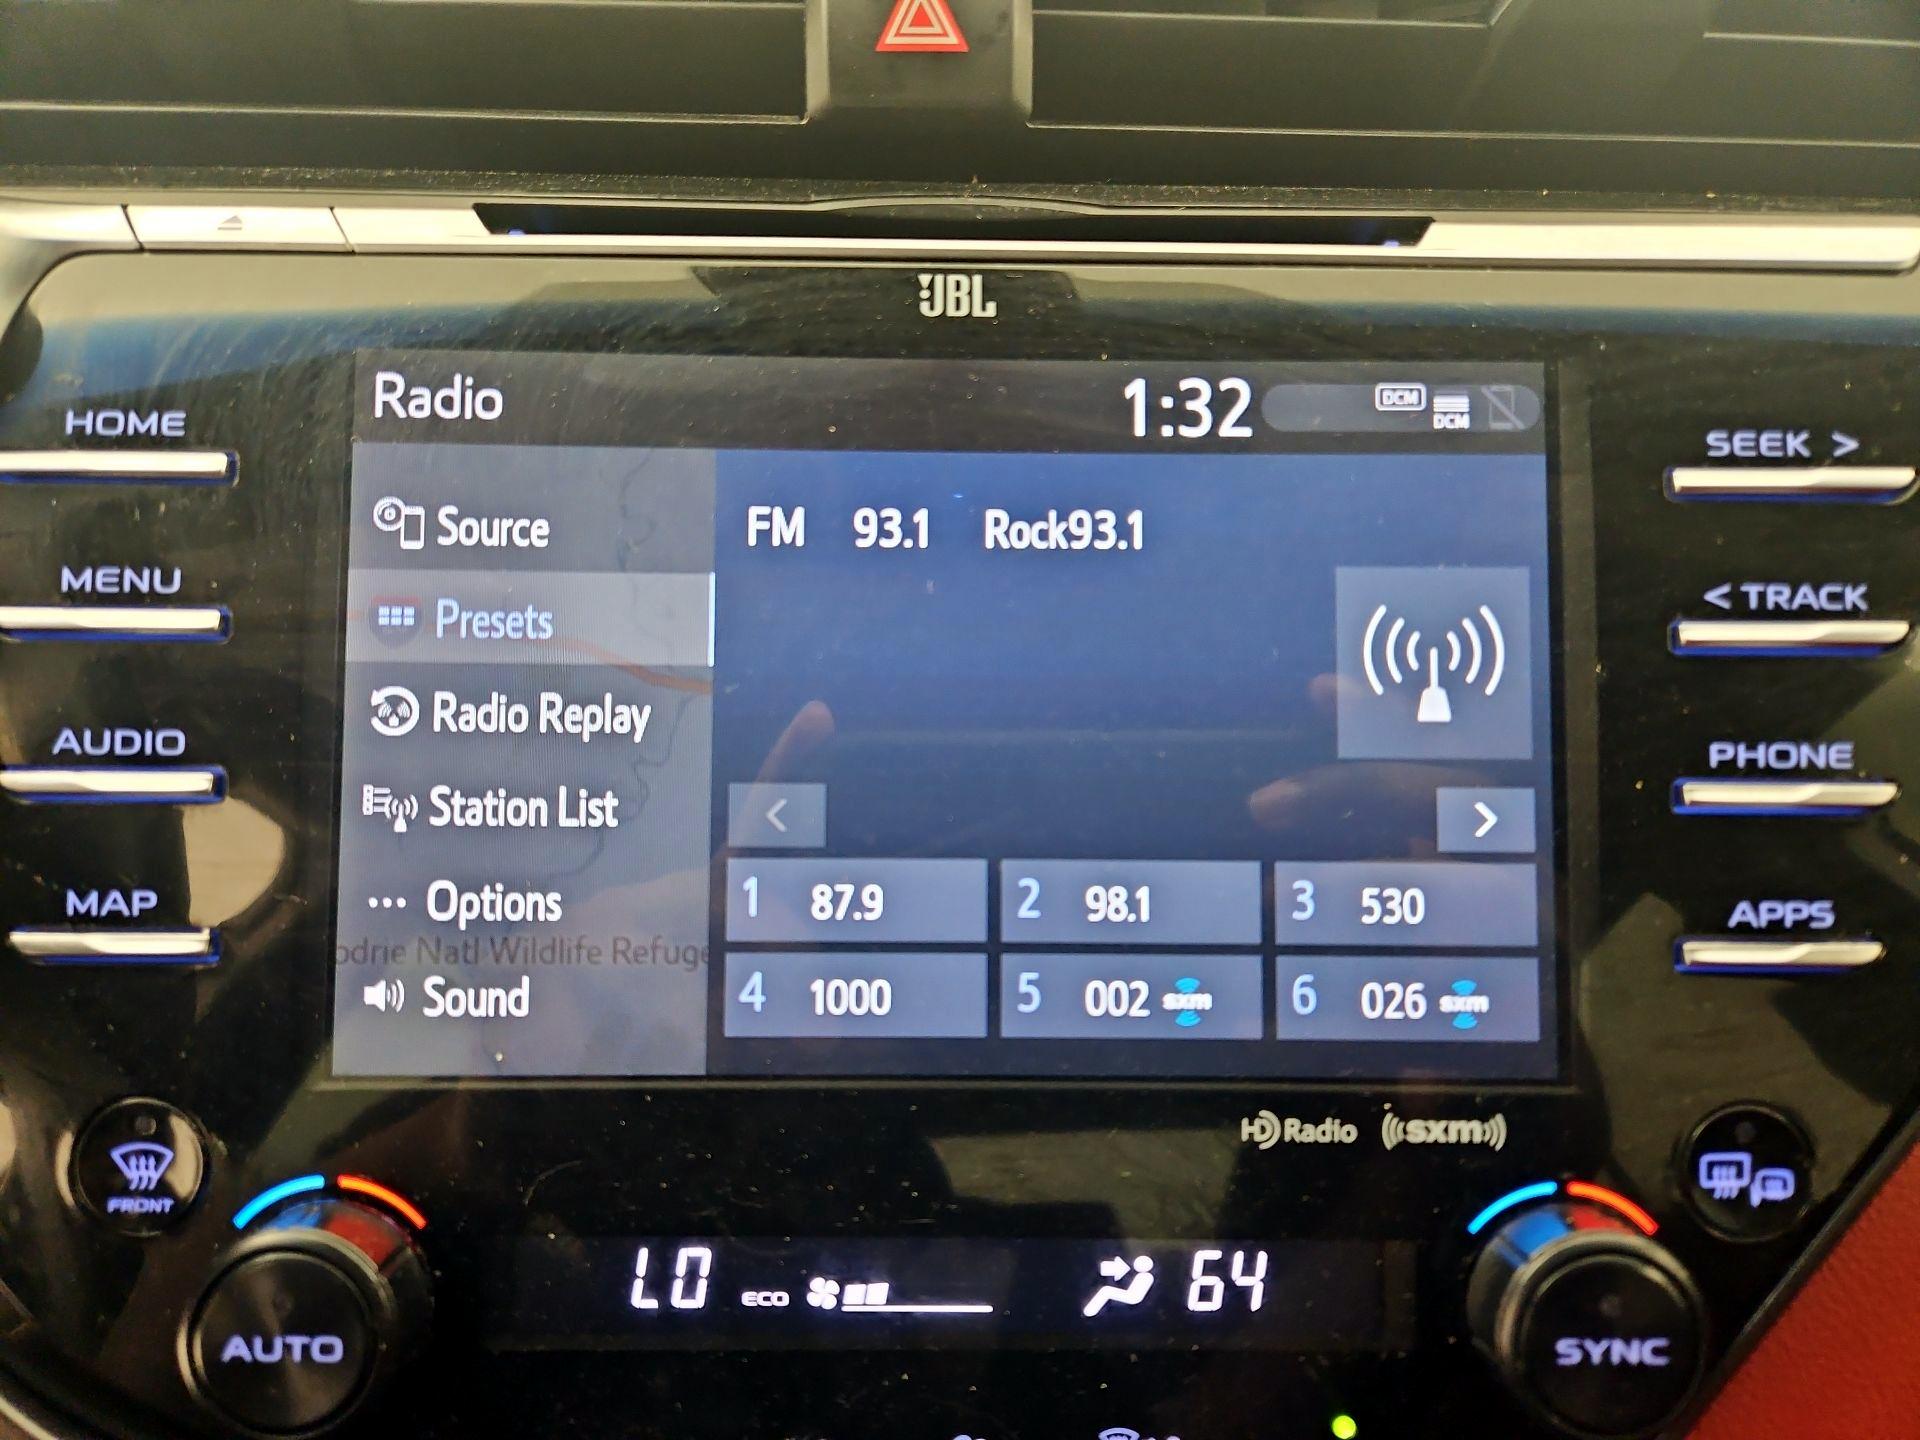 JBL
Radio
1:32
DCM
DCM
HOME
MENU
AUDIO
MAP
Source
Presets
Radio Replay
Station List
Options
odrie Natl Wildlife Refuge
Sound
FM 93.1 Rock93.1
<
>
1 87.9
2 98.1
3 530
4 1000
5 002 sxm
6 026 sxm
SEEK >
< TRACK
PHONE
APPS
HD Radio ((sxm))
FRONT
LO ECO 64
AUTO
SYNC